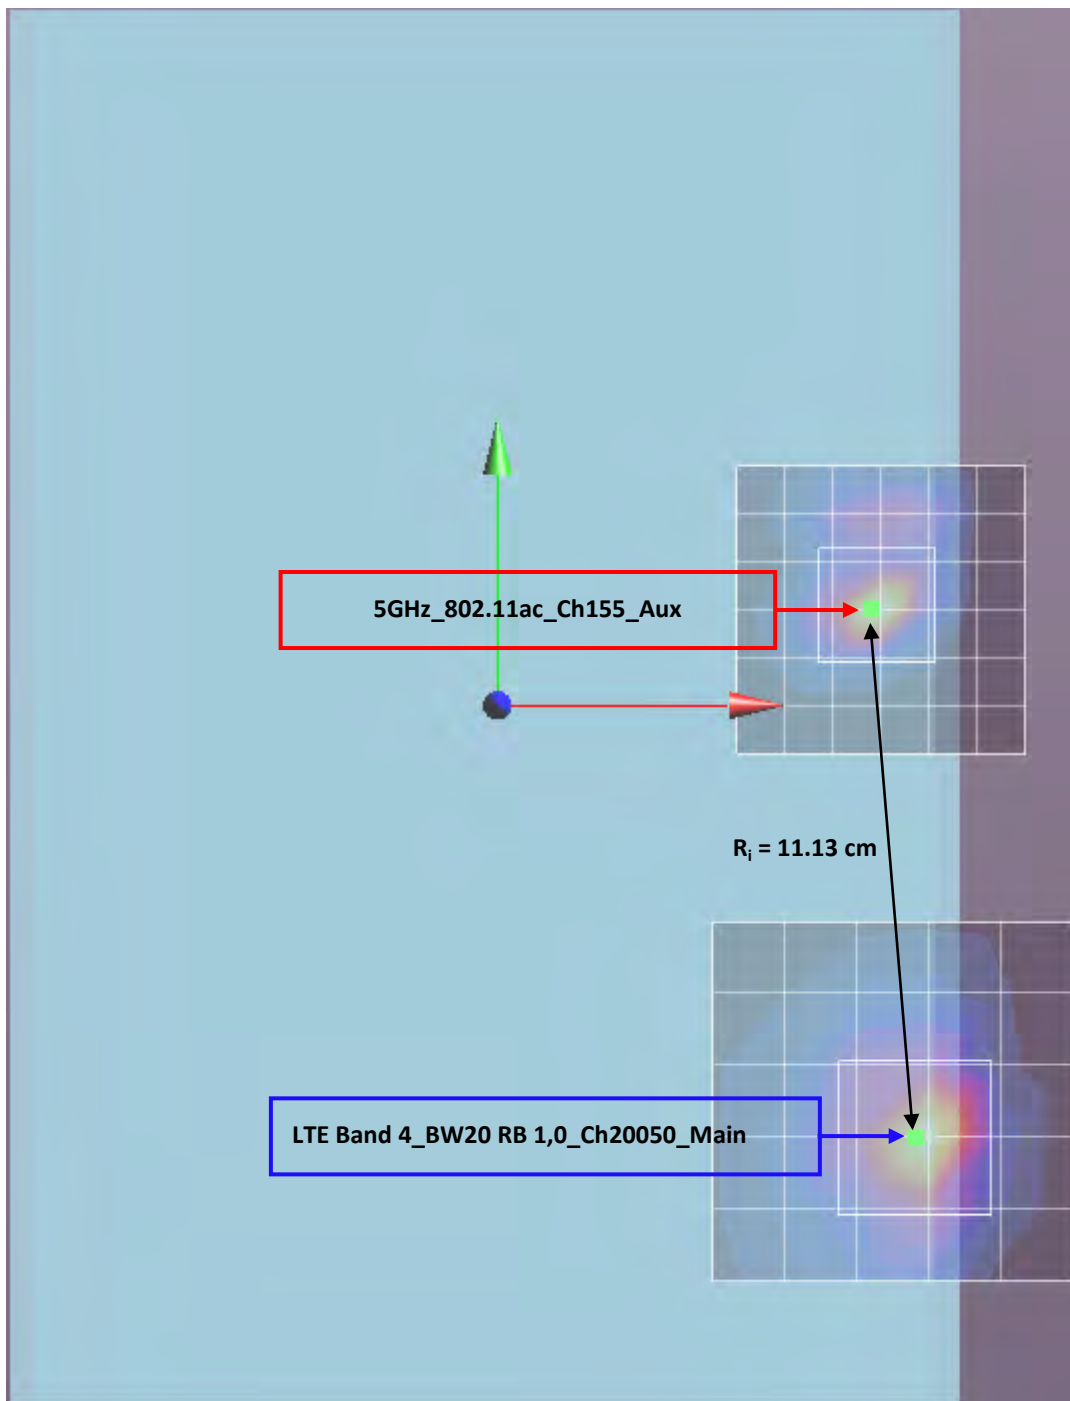 5GHz_802.11ac_Ch155_Aux
Rᵢ = 11.13 cm
LTE Band 4_BW20 RB 1,0_Ch20050_Main